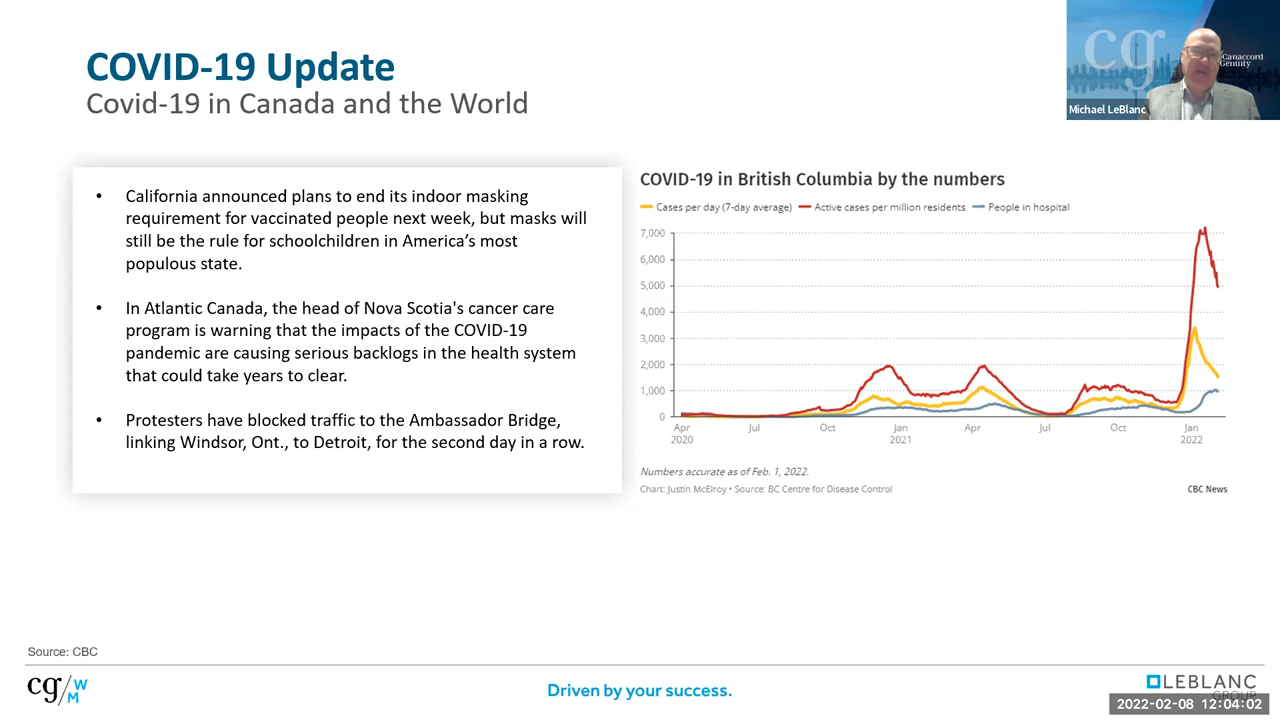 COVID-19 Update
Covid-19 in Canada and the World
cg
Canaccord
Genuity
Michael LeBlanc
• California announced plans to end its indoor masking
requirement for vaccinated people next week, but masks will
still be the rule for schoolchildren in America’s most
populous state.
• In Atlantic Canada, the head of Nova Scotia's cancer care
program is warning that the impacts of the COVID-19
pandemic are causing serious backlogs in the health system
that could take years to clear.
• Protesters have blocked traffic to the Ambassador Bridge,
linking Windsor, Ont., to Detroit, for the second day in a row.
COVID-19 in British Columbia by the numbers
Cases per day (7-day average) Active cases per million residents People in hospital
7,000
6,000
5,000
4,000
3,000
2,000
1,000
0
Apr Jul Oct Jan Apr Jul Oct Jan
2020 2021 2022
Numbers accurate as of Feb. 1, 2022.
Chart: Justin McElroy • Source: BC Centre for Disease Control CBC News
Source: CBC
cg/WM
Driven by your success.
LEBLANC
GROUP
2022-02-08 12:04:02